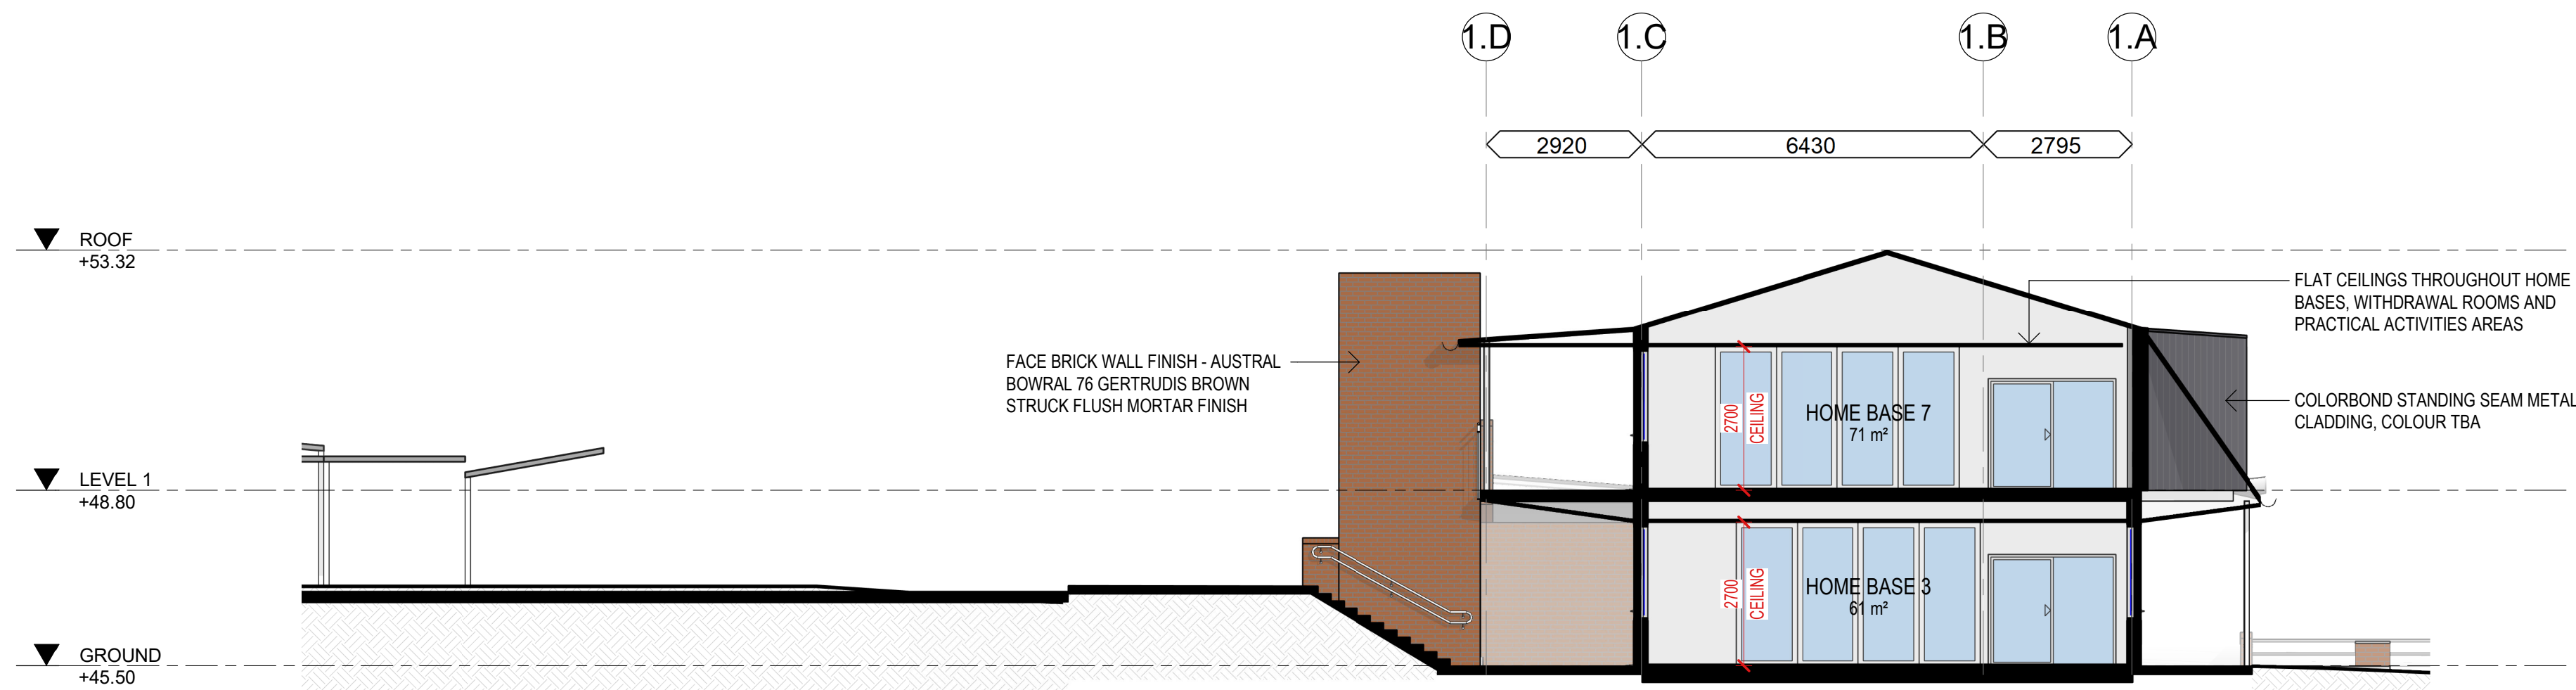 1.D
1.C
1.B
1.A
2920
6430
2795
ROOF
+53.32
FLAT CEILINGS THROUGHOUT HOME
BASES, WITHDRAWAL ROOMS AND
PRACTICAL ACTIVITIES AREAS
FACE BRICK WALL FINISH - AUSTRAL
BOWRAL 76 GERTRUDIS BROWN
STRUCK FLUSH MORTAR FINISH
COLORBOND STANDING SEAM METAL
CLADDING, COLOUR TBA
2700
CEILING
HOME BASE 7
71 m²
LEVEL 1
+48.80
2700
CEILING
HOME BASE 3
61 m²
GROUND
+45.50